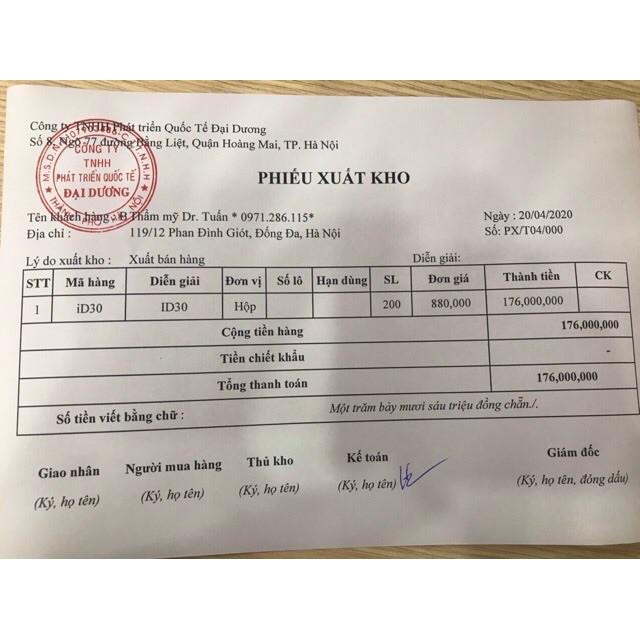 Công ty TNHH Phát triển Quốc Tế Đại Dương
Số 8, Ngõ 77 đường Bằng Liệt, Quận Hoàng Mai, TP. Hà Nội
CÔNG TY
TNHH
PHÁT TRIỂN QUỐC TẾ
ĐẠI DƯƠNG
PHIẾU XUẤT KHO
Tên khách hàng : Thẩm mỹ Dr. Tuấn * 0971.286.115*
Ngày : 20/04/2020
Địa chỉ : 119/12 Phan Đình Giót, Đống Đa, Hà Nội
Số: PX/T04/000
Lý do xuất kho : Xuất bán hàng
Diễn giải:
STT Mã hàng Diễn giải Đơn vị Số lô Hạn dùng SL Đơn giá Thành tiền CK
1 iD30 ID30 Hộp 200 880,000 176,000,000
Cộng tiền hàng 176,000,000
Tiền chiết khấu -
Tổng thanh toán 176,000,000
Số tiền viết bằng chữ : Một trăm bảy mươi sáu triệu đồng chẵn./.
Giao nhân Người mua hàng Thủ kho Kế toán Giám đốc
(Ký, họ tên) (Ký, họ tên) (Ký, họ tên) (Ký, họ tên) (Ký, họ tên, đóng dấu)